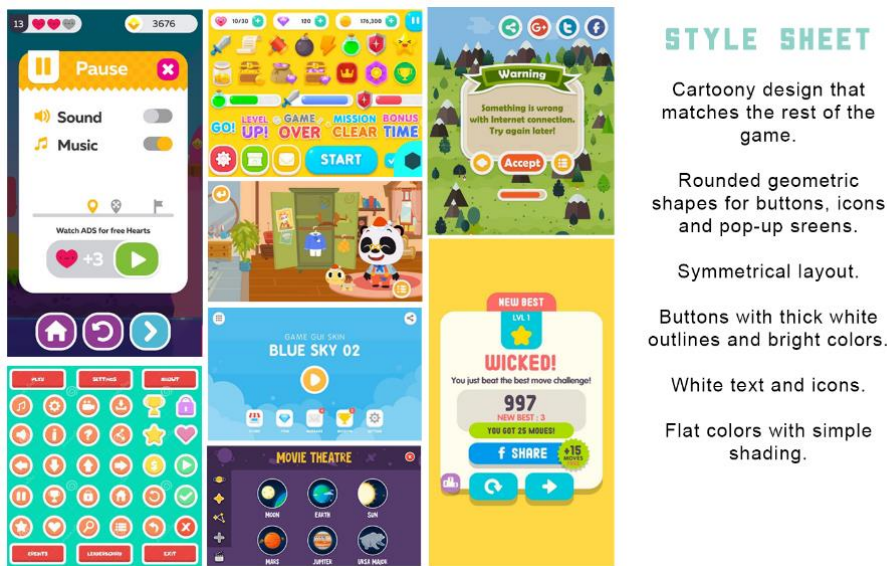 13
3676
Pause
Sound
Music
Watch ADS for free Hearts
+3
10/30
120
176,300
GO! LEVEL UP! GAME OVER MISSION CLEAR BONUS TIME
START
Warning
Something is wrong
with Internet connection.
Try again later!
Accept
GAME GUI SKIN
BLUE SKY 02
NEW BEST
LVL 1
WICKED!
You just beat the best move challenge!
997
NEW BEST : 3
YOU GOT 25 MOVES!
f SHARE
+15
MOVES
PLAY
SETTINGS
ABOUT
CREDITS
LEADERBOARD
EXIT
MOVIE THEATRE
MOON
EARTH
SUN
MARS
JUPITER
URSA MAJOR
STYLE SHEET
Cartoony design that
matches the rest of the
game.
Rounded geometric
shapes for buttons, icons
and pop-up sreens.
Symmetrical layout.
Buttons with thick white
outlines and bright colors.
White text and icons.
Flat colors with simple
shading.